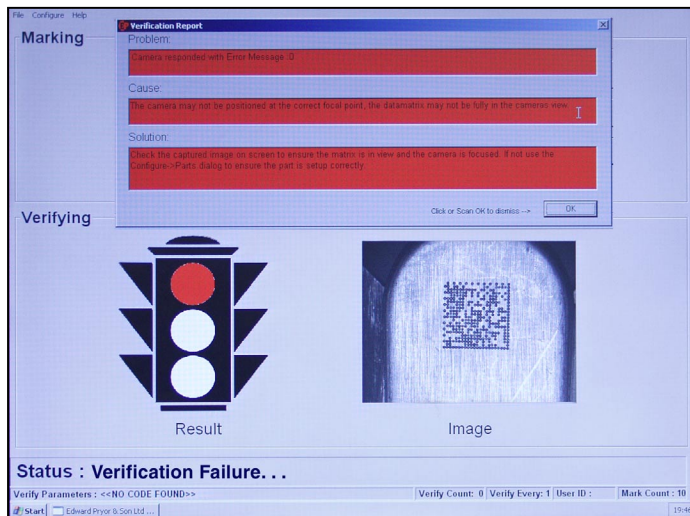 File Configure Help
Marking
Verification Report
Problem:
Camera responded with Error Message :0
Cause:
The camera may not be positioned at the correct focal point, the datamatrix may not be fully in the cameras view.
Solution:
Check the captured image on screen to ensure the matrix is in view and the camera is focused. If not use the
Configure->Parts dialog to ensure the part is setup correctly.
Click or Scan OK to dismiss -->
OK
Verifying
Result
Image
Status : Verification Failure. . .
Verify Parameters : <<NO CODE FOUND>>
Verify Count: 0
Verify Every: 1
User ID :
Mark Count : 10
Start
Edward Pryor & Son Ltd ...
19:46